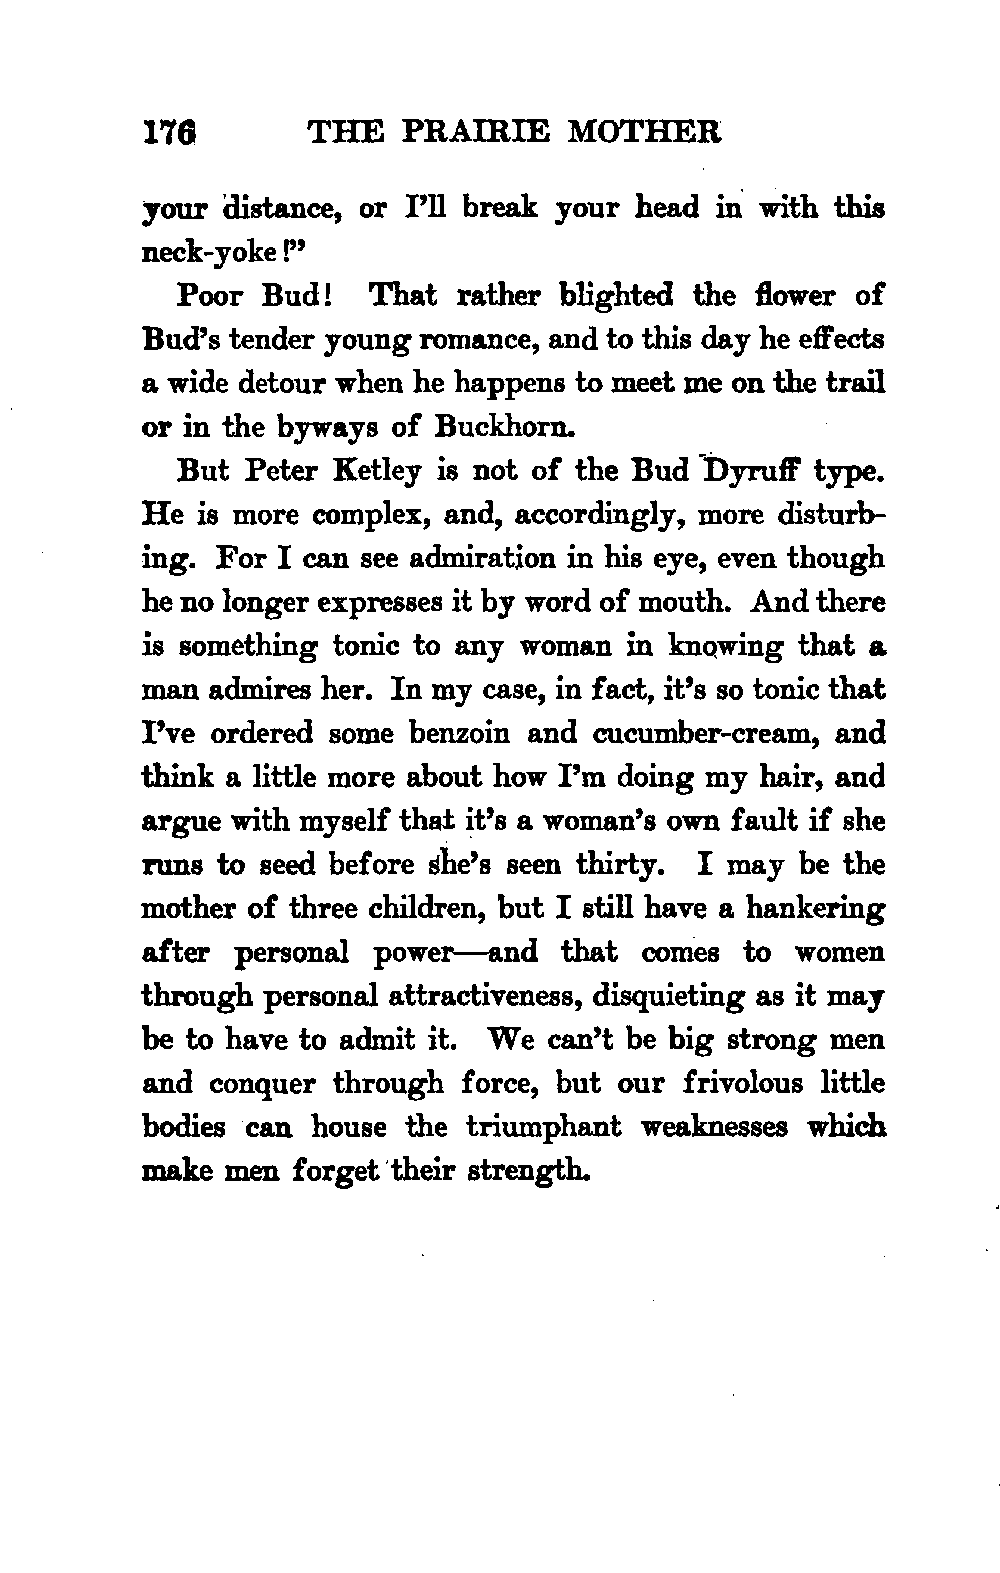 176 THE PRAIRIE MOTHER
your distance, or I'll break your head in with this
neck-yoke!"
Poor Bud! That rather blighted the flower of
Bud's tender young romance, and to this day he effects
a wide detour when he happens to meet me on the trail
or in the byways of Buckhorn.
But Peter Ketley is not of the Bud Dyruff type.
He is more complex, and, accordingly, more disturb-
ing. For I can see admiration in his eye, even though
he no longer expresses it by word of mouth. And there
is something tonic to any woman in knowing that a
man admires her. In my case, in fact, it's so tonic that
I've ordered some benzoin and cucumber-cream, and
think a little more about how I'm doing my hair, and
argue with myself that it's a woman's own fault if she
runs to seed before she's seen thirty. I may be the
mother of three children, but I still have a hankering
after personal power—and that comes to women
through personal attractiveness, disquieting as it may
be to have to admit it. We can't be big strong men
and conquer through force, but our frivolous little
bodies can house the triumphant weaknesses which
make men forget their strength.